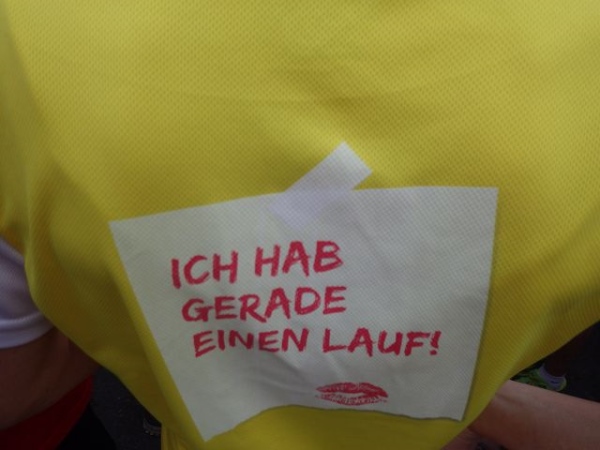 ICH HAB
GERADE
EINEN LAUF!